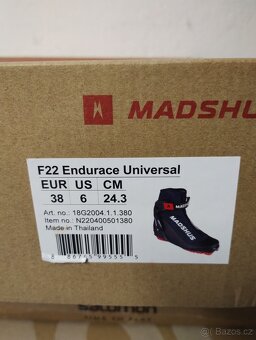 MADSHUS
F22 Endurace Universal
EUR US CM
38 6 24.3
Art. no.: 18G2004.1.1.380
Item no.: N220400501380
Made in Thailand
MADSHUS
salomon
bazoš.cz